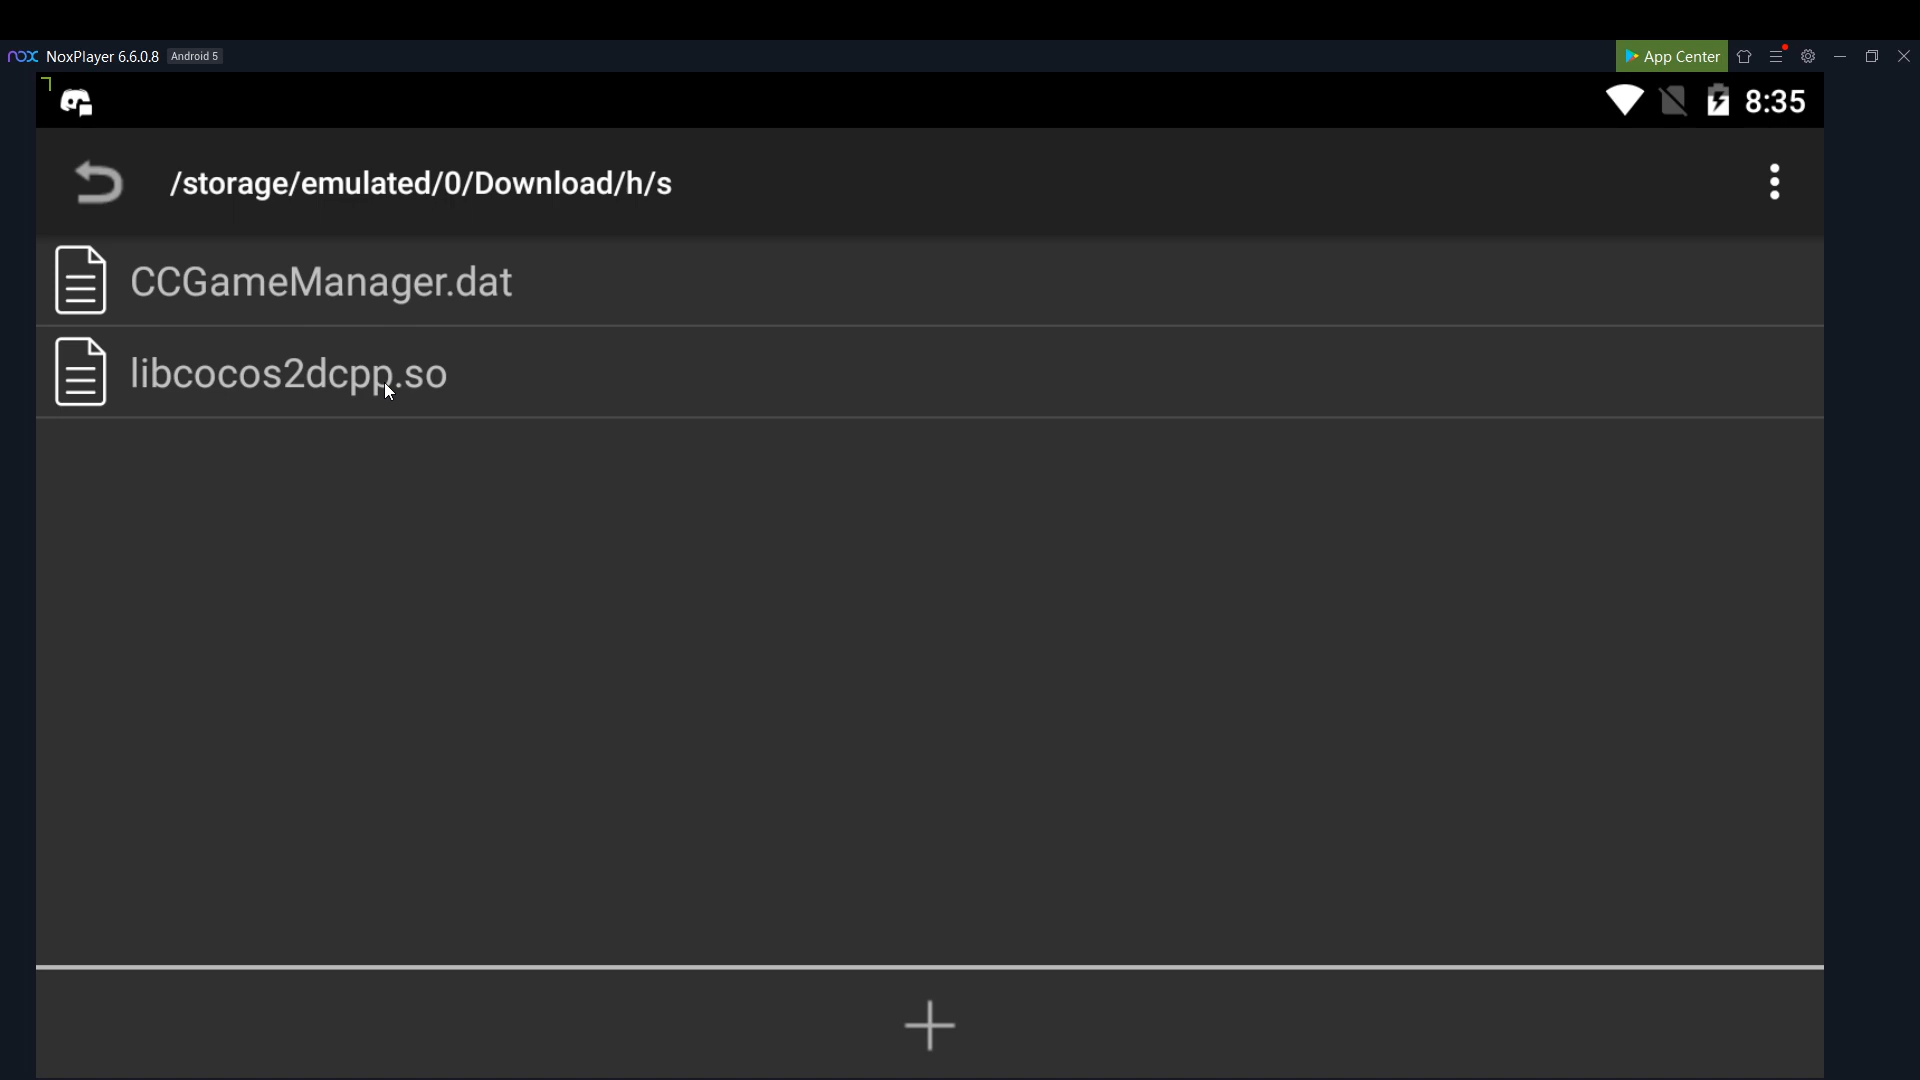 nox NoxPlayer 6.6.0.8 Android 5 App Center
8:35
/storage/emulated/0/Download/h/s
CCGameManager.dat
libcocos2dcpp.so